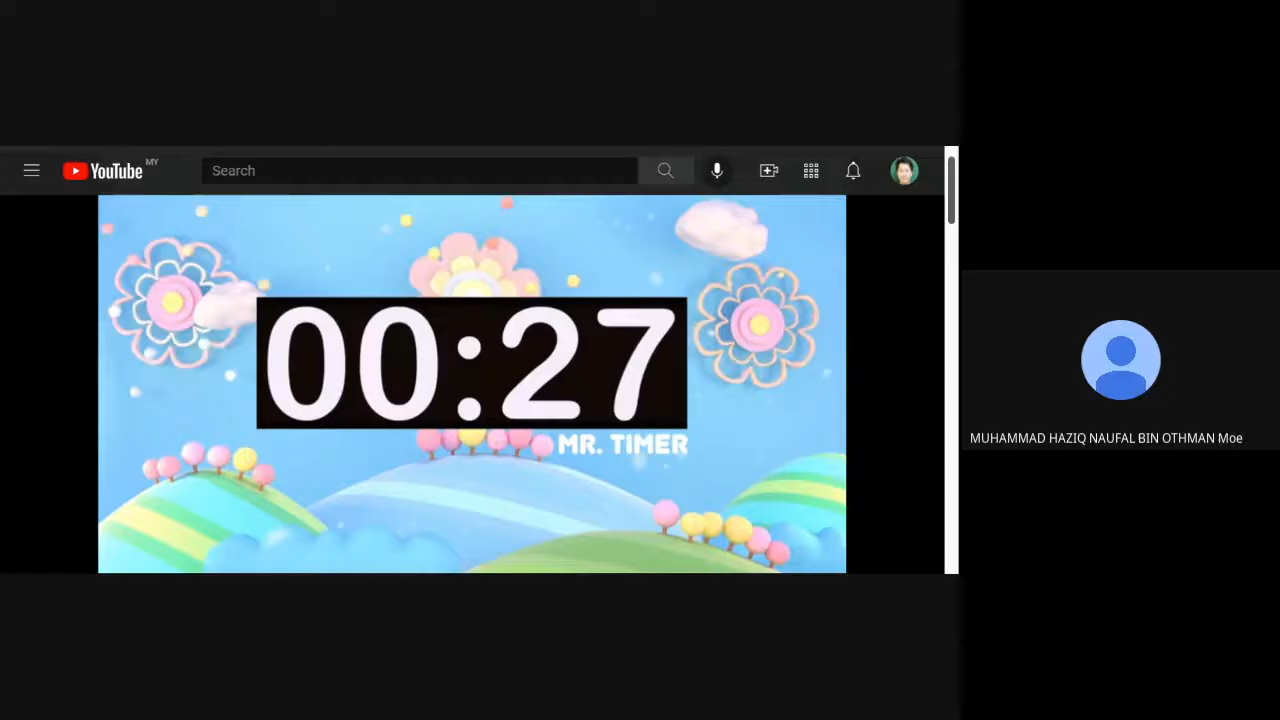 YouTube MY
Search
00:27
MR. TIMER
MUHAMMAD HAZIQ NAUFAL BIN OTHMAN Moe